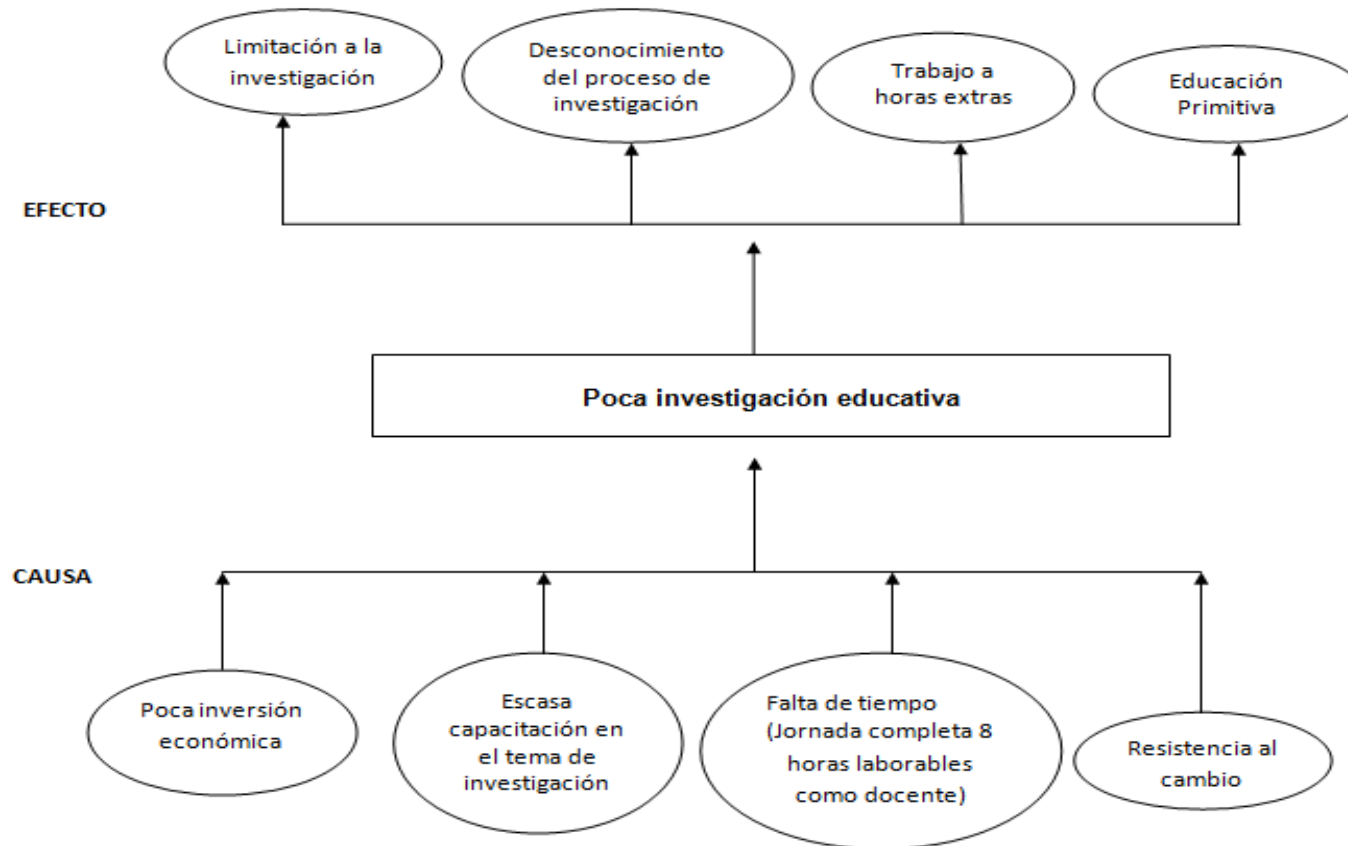 Limitación a la
investigación
Desconocimiento
del proceso de
investigación
Trabajo a
horas extras
Educación
Primitiva
EFECTO
Poca investigación educativa
CAUSA
Poca inversión
económica
Escasa
capacitación en
el tema de
investigación
Falta de tiempo
(Jornada completa 8
horas laborables
como docente)
Resistencia al
cambio